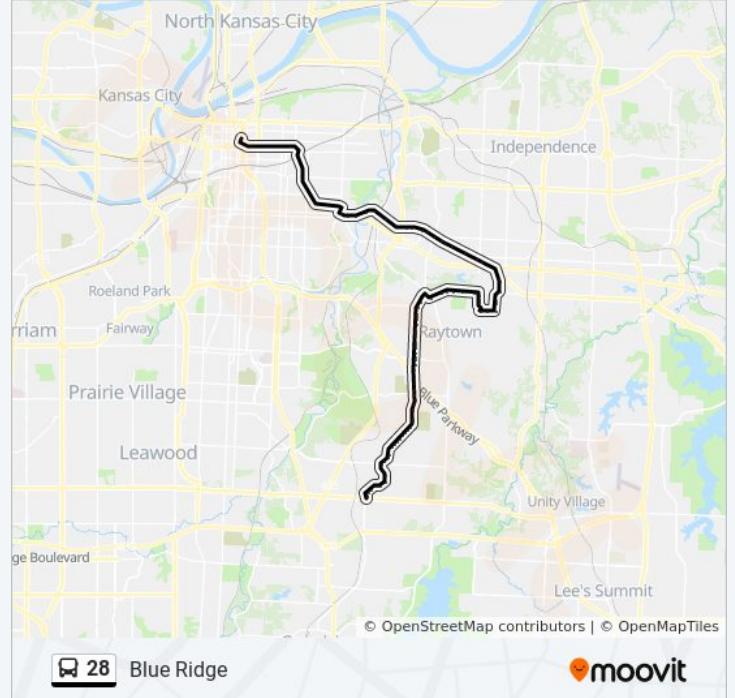 North Kansas City
Kansas City
Independence
Roeland Park
rriam
Fairway
Raytown
Prairie Village
Blue Parkway
Leawood
Unity Village
ge Boulevard
Lee's Summit
© OpenStreetMap contributors | © OpenMapTiles
28 Blue Ridge
moovit